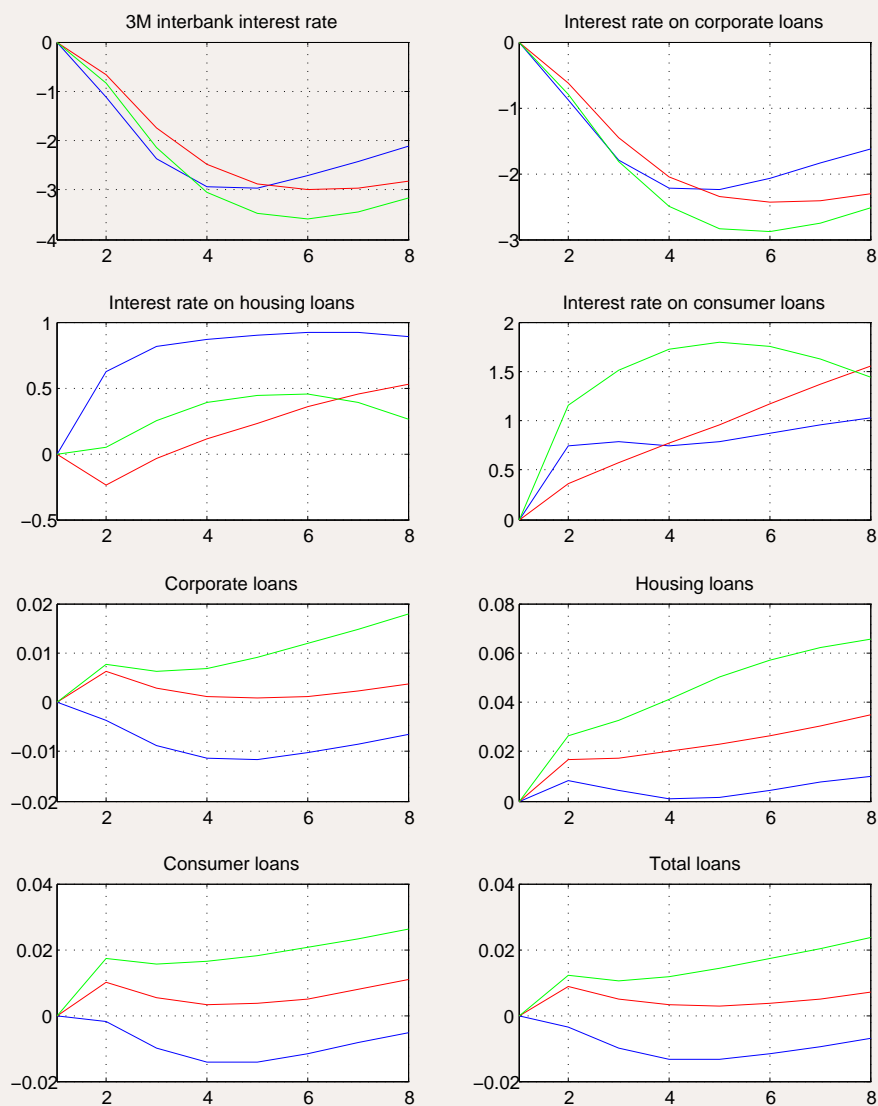 3M interbank interest rate
0
−1
−2
−3
−4
2 4 6 8
Interest rate on corporate loans
0
−1
−2
−3
2 4 6 8
Interest rate on housing loans
1
0.5
0
−0.5
2 4 6 8
Interest rate on consumer loans
2
1.5
1
0.5
0
2 4 6 8
Corporate loans
0.02
0.01
0
−0.01
−0.02
2 4 6 8
Housing loans
0.08
0.06
0.04
0.02
0
2 4 6 8
Consumer loans
0.04
0.02
0
−0.02
2 4 6 8
Total loans
0.04
0.02
0
−0.02
2 4 6 8